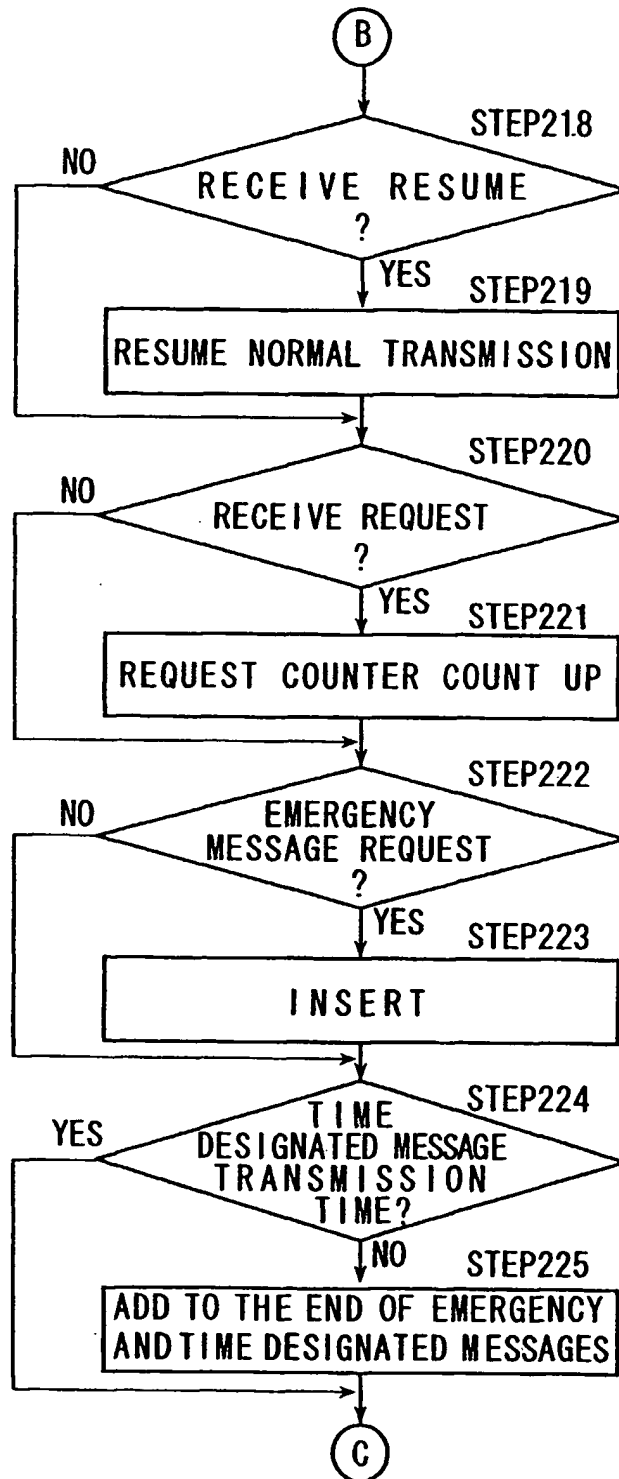 B
STEP218
NO
RECEIVE RESUME
?
YES
STEP219
RESUME NORMAL TRANSMISSION
STEP220
NO
RECEIVE REQUEST
?
YES
STEP221
REQUEST COUNTER COUNT UP
STEP222
NO
EMERGENCY
MESSAGE REQUEST
?
YES
STEP223
INSERT
STEP224
YES
TIME
DESIGNATED MESSAGE
TRANSMISSION
TIME?
NO
STEP225
ADD TO THE END OF EMERGENCY
AND TIME DESIGNATED MESSAGES
C